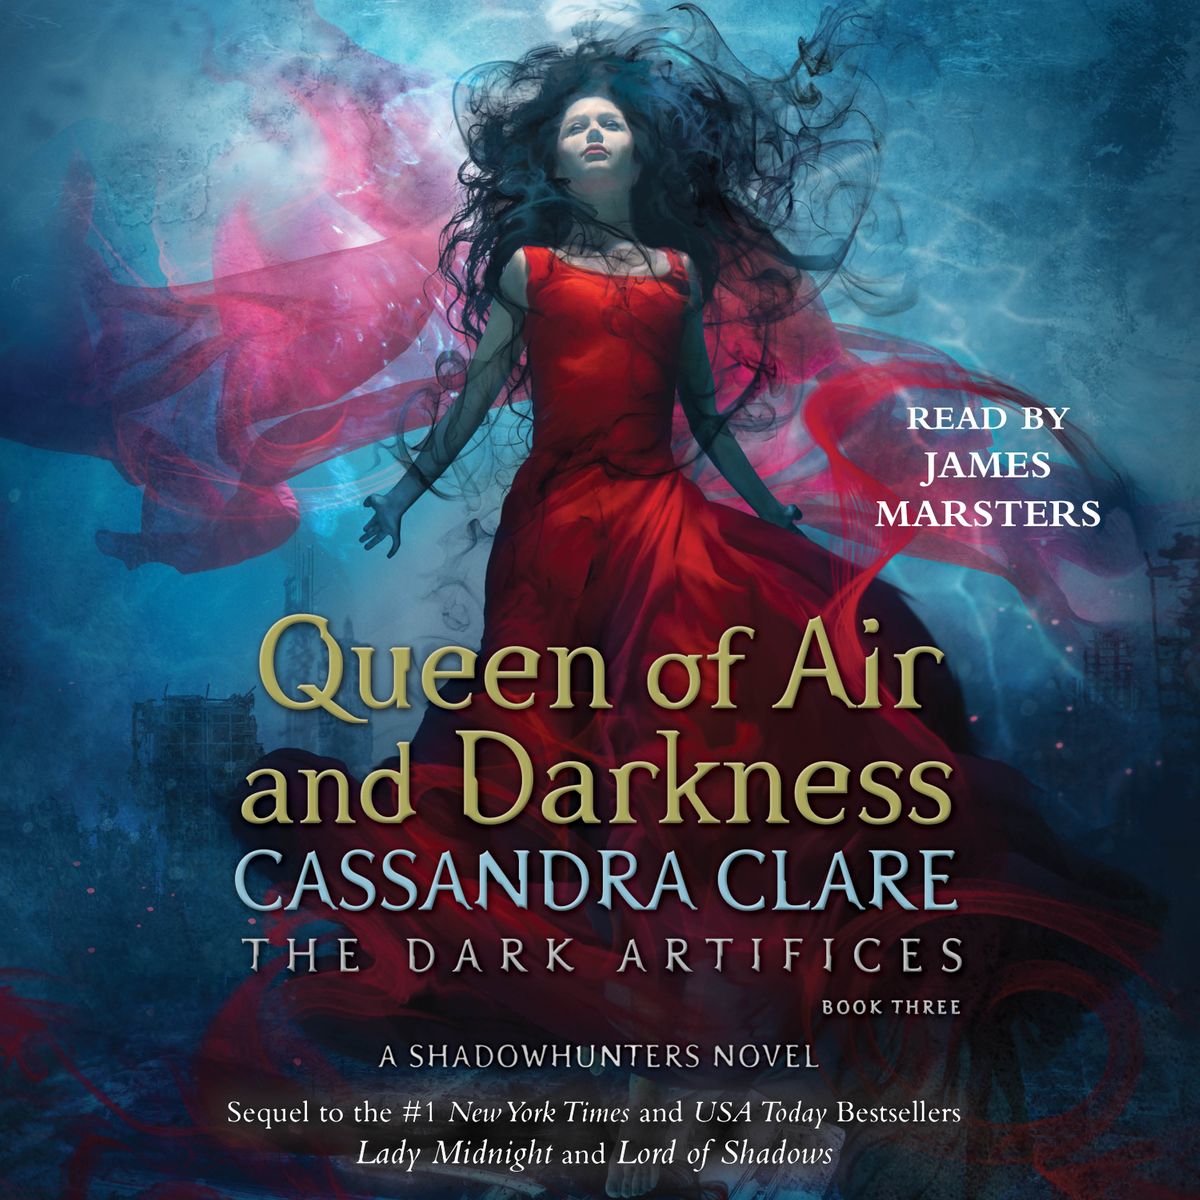 READ BY
JAMES
MARSTERS
Queen of Air
and Darkness
CASSANDRA CLARE
THE DARK ARTIFICES
BOOK THREE
A SHADOWHUNTERS NOVEL
Sequel to the #1 New York Times and USA Today Bestsellers
Lady Midnight and Lord of Shadows